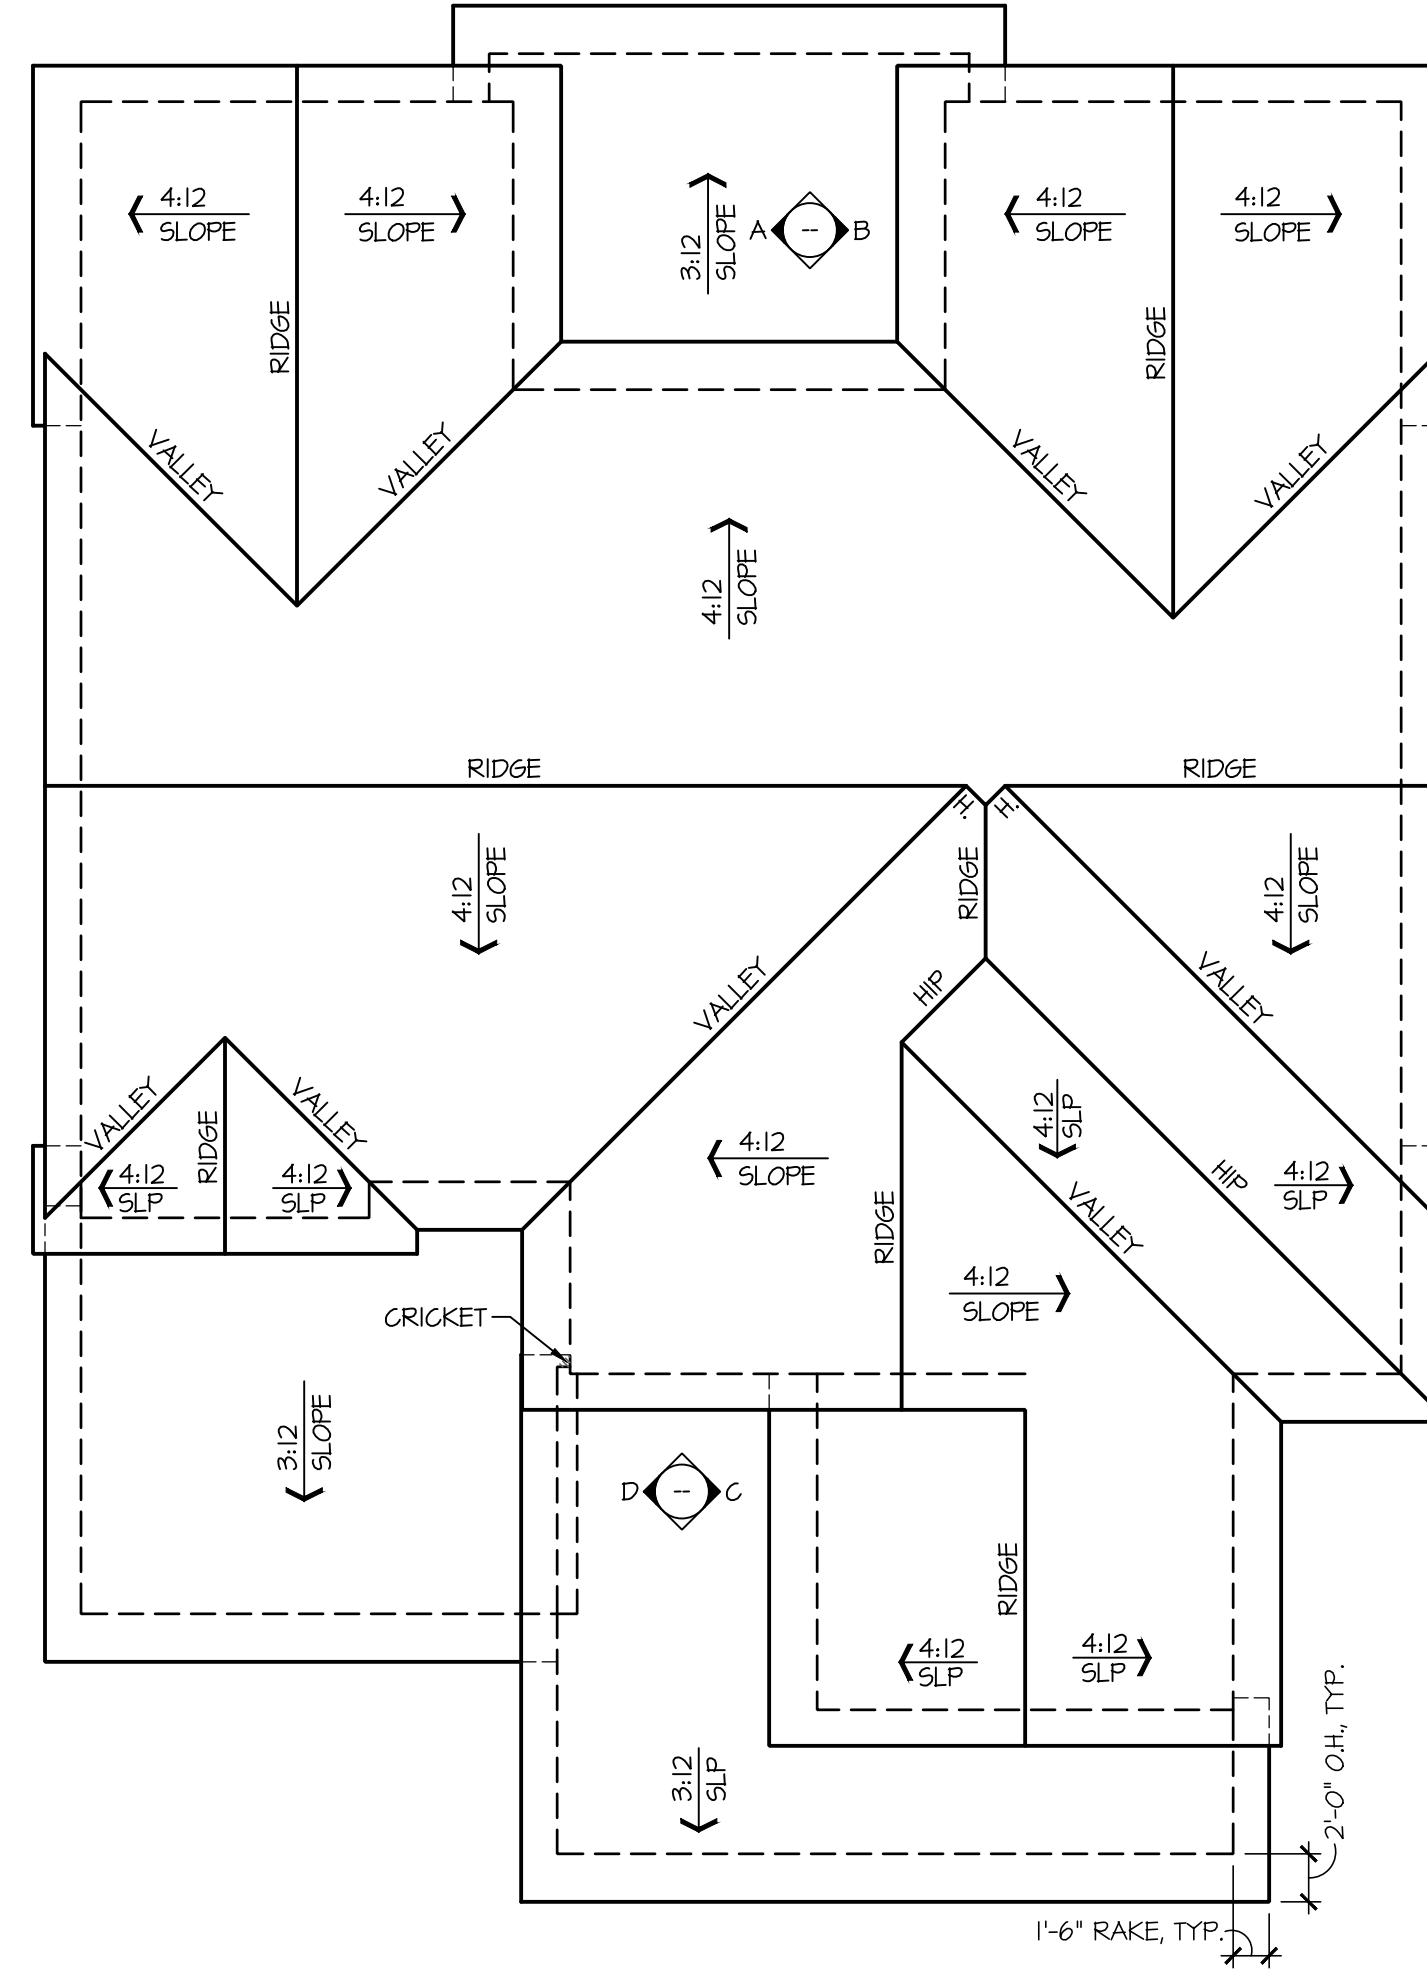 4:12
SLOPE
4:12
SLOPE
3:12
SLOPE
A -- B
4:12
SLOPE
4:12
SLOPE
RIDGE
RIDGE
VALLEY
VALLEY
VALLEY
VALLEY
4:12
SLOPE
RIDGE
RIDGE
H.
H.
4:12
SLOPE
RIDGE
4:12
SLOPE
VALLEY
HIP
VALLEY
VALLEY
VALLEY
RIDGE
4:12
SLP
4:12
SLP
4:12
SLOPE
4:12
SLP
HIP
4:12
SLP
RIDGE
VALLEY
4:12
SLOPE
CRICKET
3:12
SLOPE
D -- C
RIDGE
4:12
SLP
4:12
SLP
3:12
SLP
2'-0" O.H., TYP.
1'-6" RAKE, TYP.